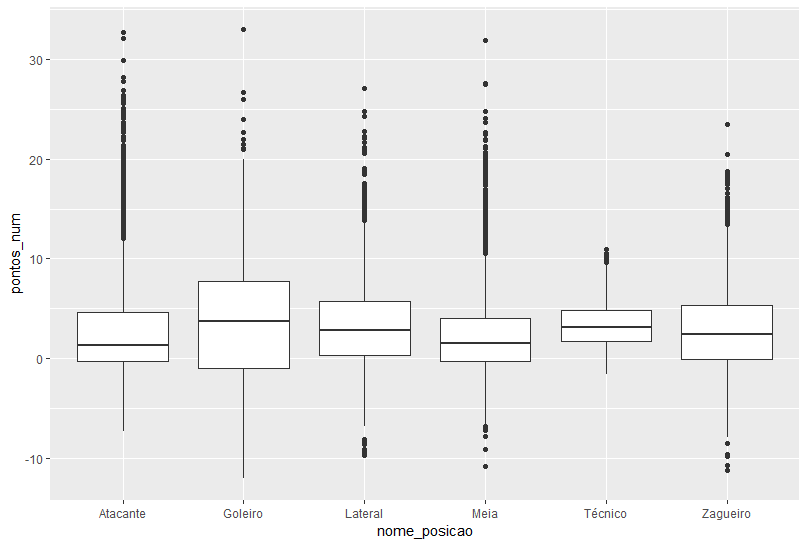 30
20
10
0
-10
pontos_num
Atacante Goleiro Lateral Meia Técnico Zagueiro
nome_posicao